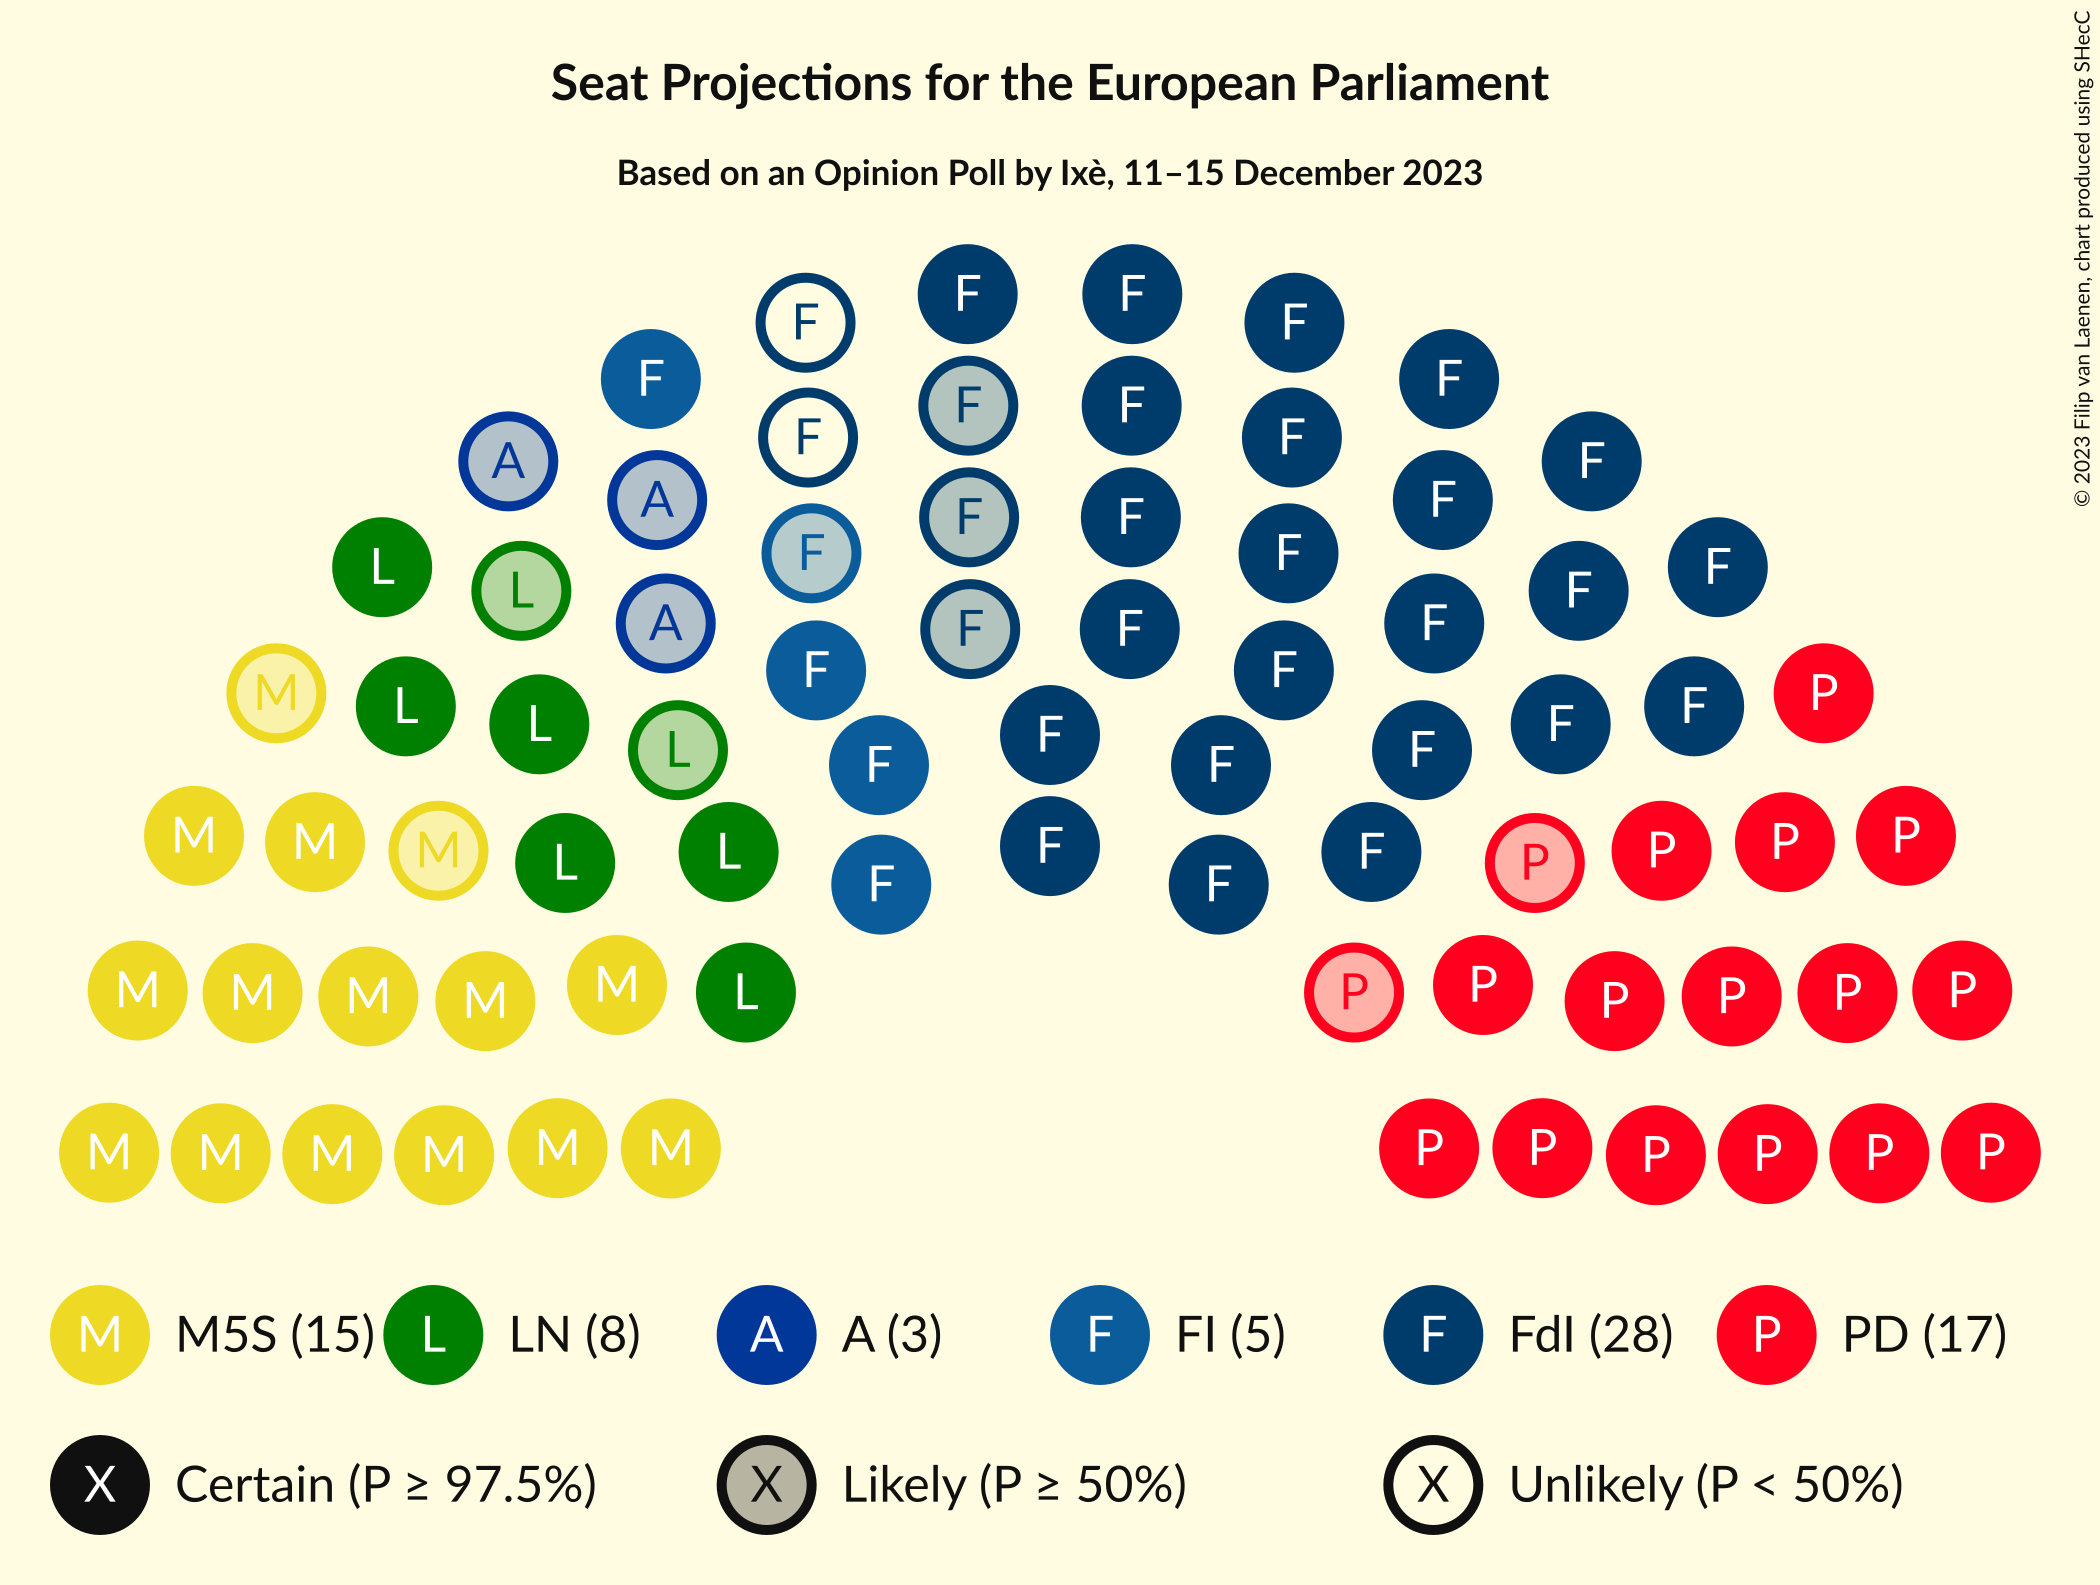 Seat Projections for the European Parliament
Based on an Opinion Poll by Ixè, 11–15 December 2023
© 2023 Filip van Laenen, chart produced using SHecC
F F
F F
F F F F
F F
A F F
A F
F F F
L F F
L F
A F F
F F
M F F P
L F
L F
L F
F F F
M M P P
M F P
L F F P
L F
F F
M M M M M L P P P P P P
M M M M M M P P P P P P
M M5S (15) L LN (8) A A (3) F FI (5) F FdI (28) P PD (17)
X Certain (P ≥ 97.5%) X Likely (P ≥ 50%) X Unlikely (P < 50%)